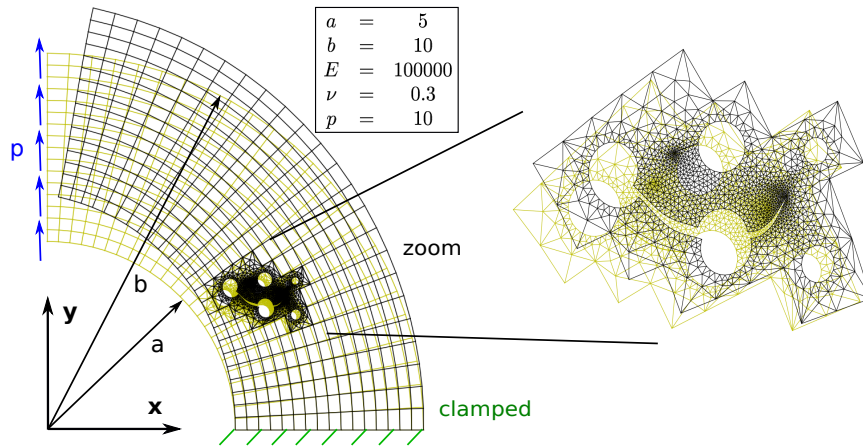 a = 5
b = 10
E = 100000
ν = 0.3
p = 10
p
b
zoom
y
a
x
clamped